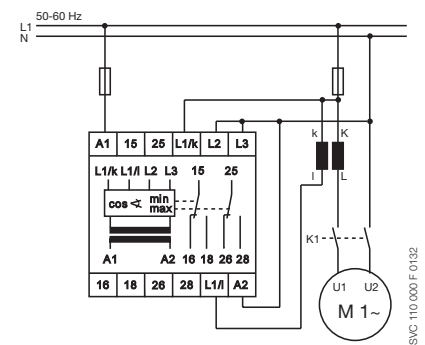 50-60 Hz
L1
N
k K
A1 15 25 L1/k L2 L3
L1/k L1/l L2 L3 15 25
l L
cos ∢ min
max
K1
A1 A2 16 18 26 28
16 18 26 28 L1/l A2
U1 U2
M 1~
SVC 110 000 F 0132